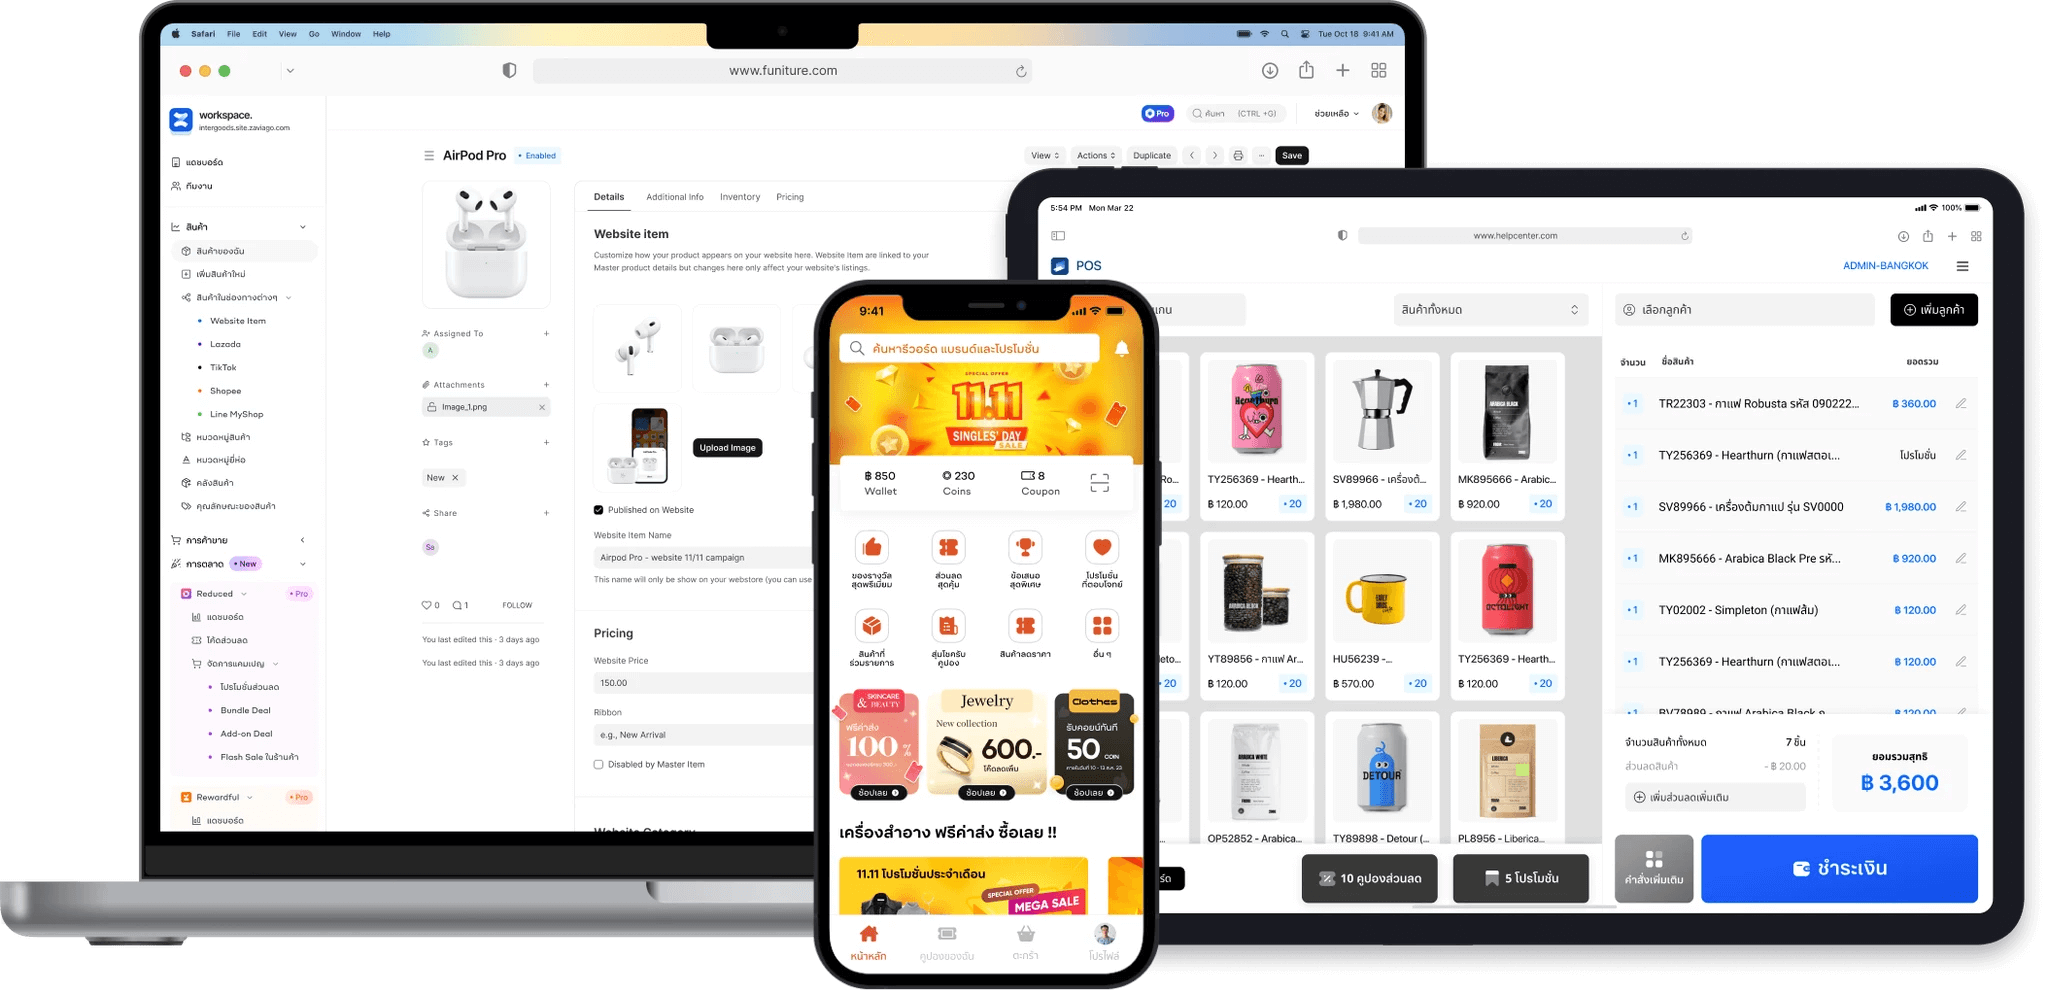 Safari File Edit View Go Window Help
Tue Oct 18 9:41 AM
www.funiture.com
workspace.
intergoods.site.zaviago.com
Pro
ค้นหา (CTRL +G)
ช่วยเหลือ
แดชบอร์ด
ทีมงาน
สินค้า
สินค้าของฉัน
เพิ่มสินค้าใหม่
สินค้าในช่องทางต่างๆ
Website Item
Lazada
TikTok
Shopee
Line MyShop
หมวดหมู่สินค้า
หมวดหมู่ยี่ห้อ
คลังสินค้า
คุณลักษณะของสินค้า
การค้าขาย
การตลาด New
Reduced Pro
แดชบอร์ด
โค้ดส่วนลด
จัดการแคมเปญ
โปรโมชั่นส่วนลด
Bundle Deal
Add-on Deal
Flash Sale ในร้านค้า
Rewardful Pro
แดชบอร์ด
AirPod Pro Enabled
View Actions Duplicate Save
Assigned To
A
Attachments
Image_1.png
Tags
New
Share
Sa
0 1 FOLLOW
You last edited this · 3 days ago
You last edited this · 3 days ago
Details Additional Info Inventory Pricing
Website item
Customize how your product appears on your website here. Website Item are linked to your
Master product details but changes here only affect your website's listings.
Upload Image
Published on Website
Website Item Name
Airpod Pro - website 11/11 campaign
This name will only be show on your webstore (you can use
Pricing
Website Price
150.00
Ribbon
e.g., New Arrival
Disabled by Master Item
Website Category
9:41
ค้นหารีวอร์ด แบรนด์และโปรโมชั่น
SPECIAL OFFER
11.11
SINGLES' DAY
SALE
฿ 850 230 8
Wallet Coins Coupon
ของรางวัล
สุดพรีเมียม
ส่วนลด
สุดคุ้ม
ข้อเสนอ
สุดพิเศษ
โปรโมชั่น
ที่ตอบโจทย์
สินค้าที่
ร่วมรายการ
สุ่มโชครับ
คูปอง
สินค้าลดราคา
อื่น ๆ
SKINCARE
& BEAUTY
ฟรีค่าส่ง
100 %
ช้อปเลย
Jewelry
New collection
600.-
โค้ดลดเพิ่ม
ช้อปเลย
Clothes
รับคอยน์ทันที
50 COIN
ช้อปเลย
เครื่องสำอาง ฟรีค่าส่ง ซื้อเลย !!
11.11 โปรโมชั่นประจำเดือน
SPECIAL OFFER
MEGA SALE
หน้าหลัก คูปองของฉัน ตะกร้า โปรไฟล์
5:54 PM Mon Mar 22
100%
www.helpcenter.com
POS
ADMIN-BANGKOK
สินค้าทั้งหมด
เลือกลูกค้า
เพิ่มลูกค้า
TY256369 - Hearth...
฿ 120.00 20
SV89966 - เครื่องต้...
฿ 1,980.00 20
MK895666 - Arabic...
฿ 920.00 20
YT89856 - กาแฟ Ar...
฿ 120.00 20
HU56239 -...
฿ 570.00 20
TY256369 - Hearth...
฿ 120.00 20
OP52852 - Arabica...
TY89898 - Detour (...
PL8956 - Liberica...
จำนวน ชื่อสินค้า ยอดรวม
1 TR22303 - กาแฟ Robusta รหัส 090222... ฿ 360.00
1 TY256369 - Hearthurn (กาแฟสตอเ... โปรโมชั่น
1 SV89966 - เครื่องต้มกาแป รุ่น SV0000 ฿ 1,980.00
1 MK895666 - Arabica Black Pre รหั... ฿ 920.00
1 TY02002 - Simpleton (กาแฟส้ม) ฿ 120.00
1 TY256369 - Hearthurn (กาแฟสตอเ... ฿ 120.00
จำนวนสินค้าทั้งหมด 7 ชิ้น
ส่วนลดสินค้า - ฿ 20.00
เพิ่มส่วนลดเพิ่มเติม
ยอมรวมสุทธิ
฿ 3,600
10 คูปองส่วนลด
5 โปรโมชั่น
คำสั่งเพิ่มเติม
ชำระเงิน